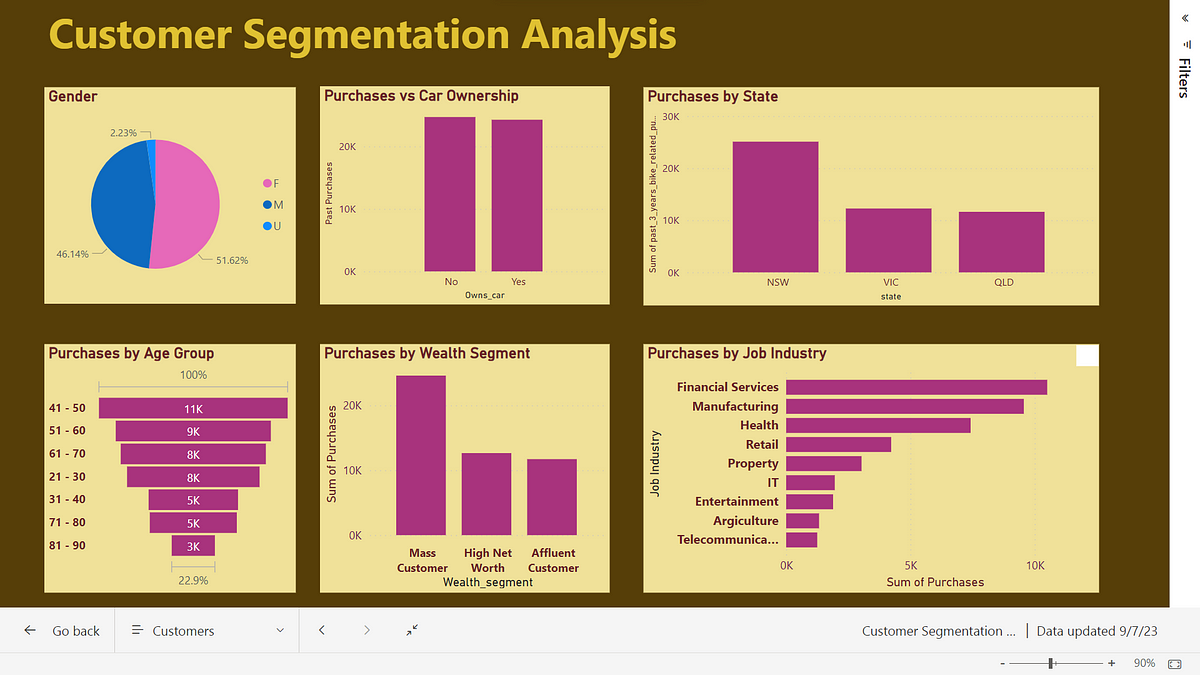 Customer Segmentation Analysis
Filters
Gender
2.23%
F
M
U
46.14%
51.62%
Purchases vs Car Ownership
Past Purchases
20K
10K
0K
No Yes
Owns_car
Purchases by State
Sum of past_3_years_bike_related_pu...
30K
20K
10K
0K
NSW VIC QLD
state
Purchases by Age Group
100%
41 - 50 11K
51 - 60 9K
61 - 70 8K
21 - 30 8K
31 - 40 5K
71 - 80 5K
81 - 90 3K
22.9%
Purchases by Wealth Segment
Sum of Purchases
20K
10K
0K
Mass High Net Affluent
Customer Worth Customer
Wealth_segment
Purchases by Job Industry
Job Industry
Financial Services
Manufacturing
Health
Retail
Property
IT
Entertainment
Argiculture
Telecommunica...
0K 5K 10K
Sum of Purchases
Go back Customers Customer Segmentation ... | Data updated 9/7/23
- + 90%